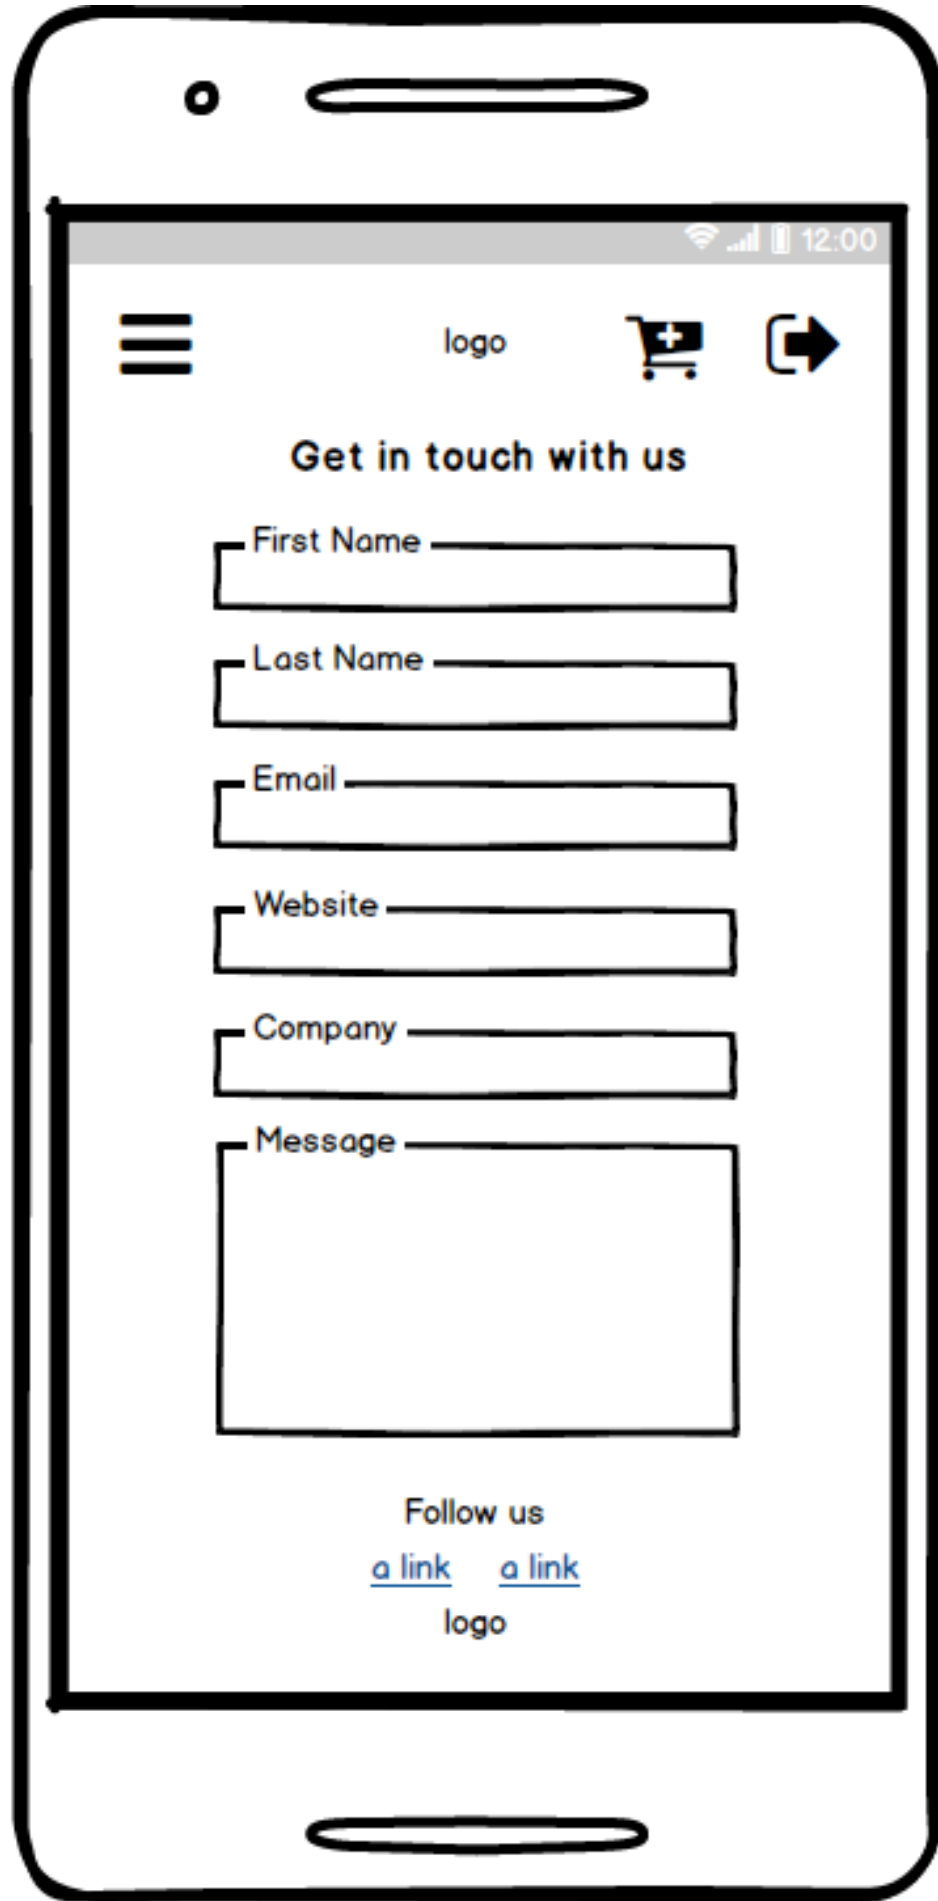 12:00
logo
Get in touch with us
First Name
Last Name
Email
Website
Company
Message
Follow us
a link a link
logo